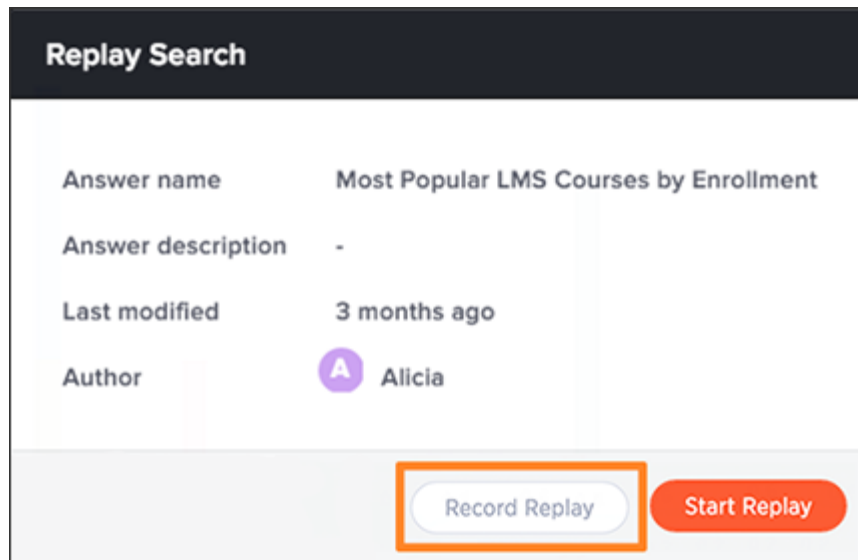 Replay Search
Answer name Most Popular LMS Courses by Enrollment
Answer description -
Last modified 3 months ago
Author A Alicia
Record Replay Start Replay